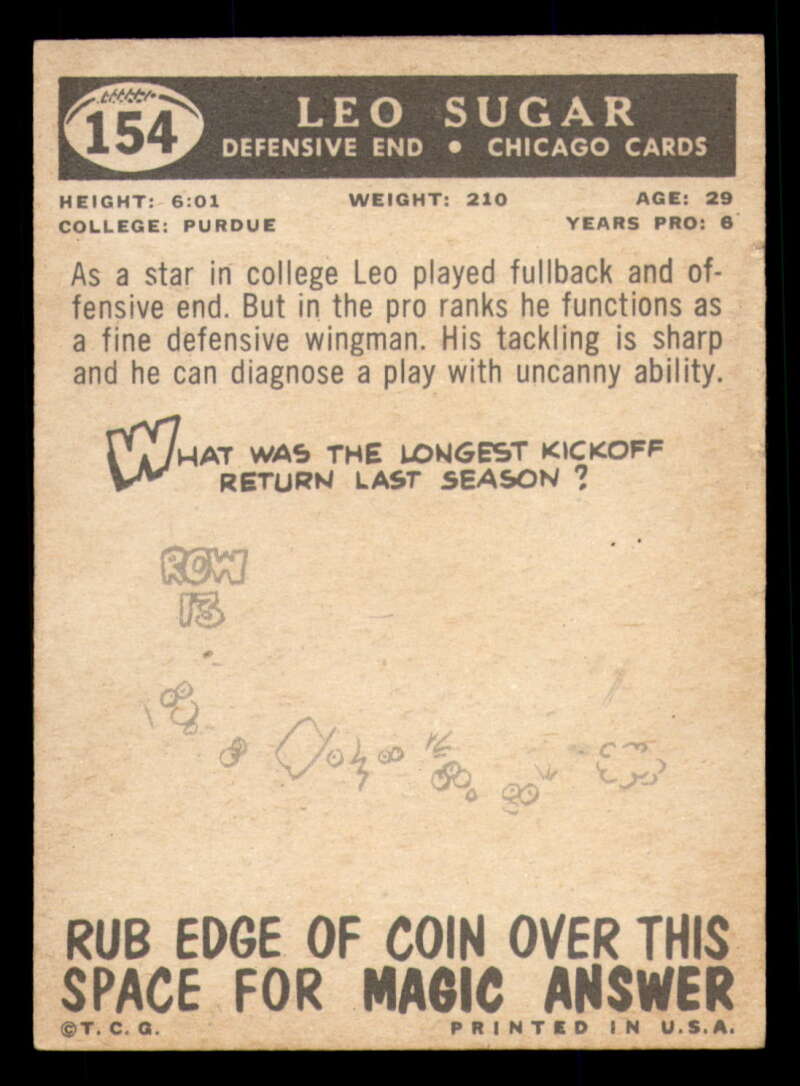 154
LEO SUGAR
DEFENSIVE END • CHICAGO CARDS
HEIGHT: 6:01 WEIGHT: 210 AGE: 29
COLLEGE: PURDUE YEARS PRO: 6
As a star in college Leo played fullback and of-
fensive end. But in the pro ranks he functions as
a fine defensive wingman. His tackling is sharp
and he can diagnose a play with uncanny ability.
WHAT WAS THE LONGEST KICKOFF
RETURN LAST SEASON?
ROW
13
RUB EDGE OF COIN OVER THIS
SPACE FOR MAGIC ANSWER
©T. C. G. PRINTED IN U.S.A.